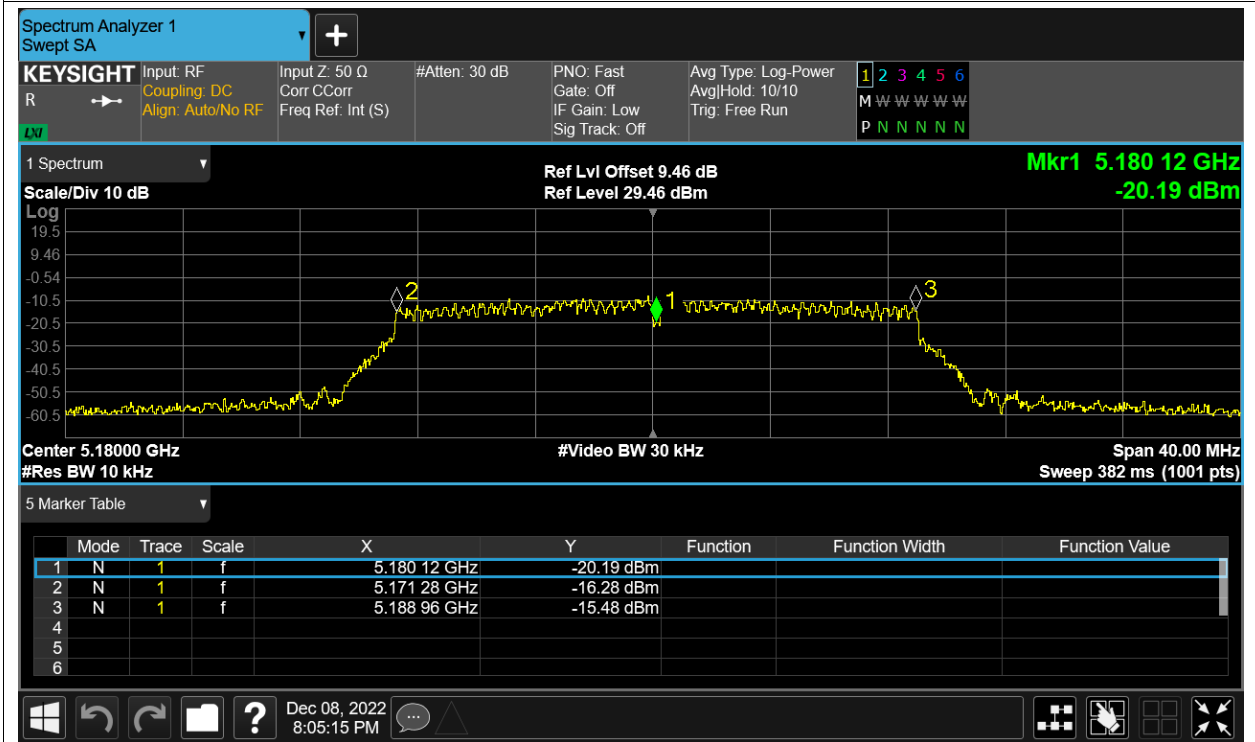 Spectrum Analyzer 1
Swept SA
KEYSIGHT
R
LXI
Input: RF
Coupling: DC
Align: Auto/No RF
Input Z: 50 Ω
Corr CCorr
Freq Ref: Int (S)
#Atten: 30 dB
PNO: Fast
Gate: Off
IF Gain: Low
Sig Track: Off
Avg Type: Log-Power
Avg|Hold: 10/10
Trig: Free Run
1 2 3 4 5 6
M W W W W W
P N N N N N
1 Spectrum
Scale/Div 10 dB
Ref Lvl Offset 9.46 dB
Ref Level 29.46 dBm
Mkr1 5.180 12 GHz
-20.19 dBm
Log
19.5
9.46
-0.54
-10.5
-20.5
-30.5
-40.5
-50.5
-60.5
2
1
3
Center 5.18000 GHz
#Video BW 30 kHz
Span 40.00 MHz
#Res BW 10 kHz
Sweep 382 ms (1001 pts)
5 Marker Table
Mode Trace Scale X Y Function Function Width Function Value
1 N 1 f 5.180 12 GHz -20.19 dBm
2 N 1 f 5.171 28 GHz -16.28 dBm
3 N 1 f 5.188 96 GHz -15.48 dBm
4
5
6
?
Dec 08, 2022
8:05:15 PM